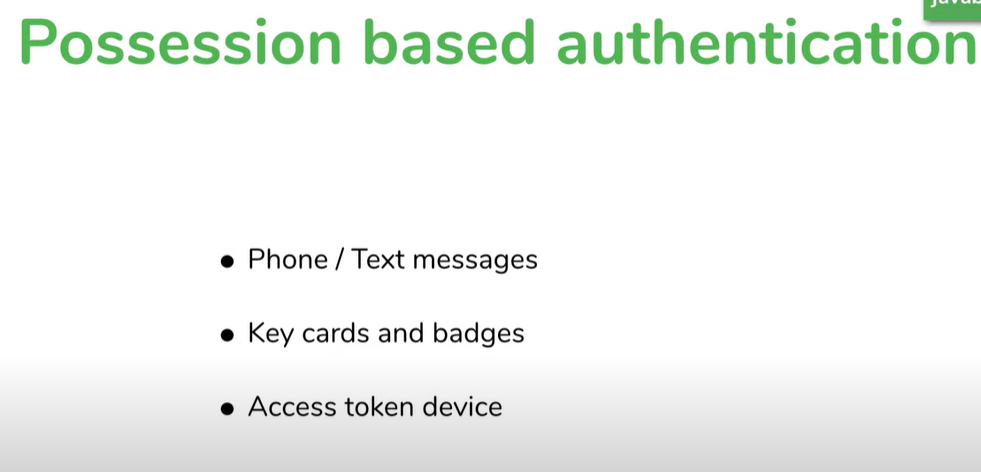 Possession based authentication
● Phone / Text messages
● Key cards and badges
● Access token device